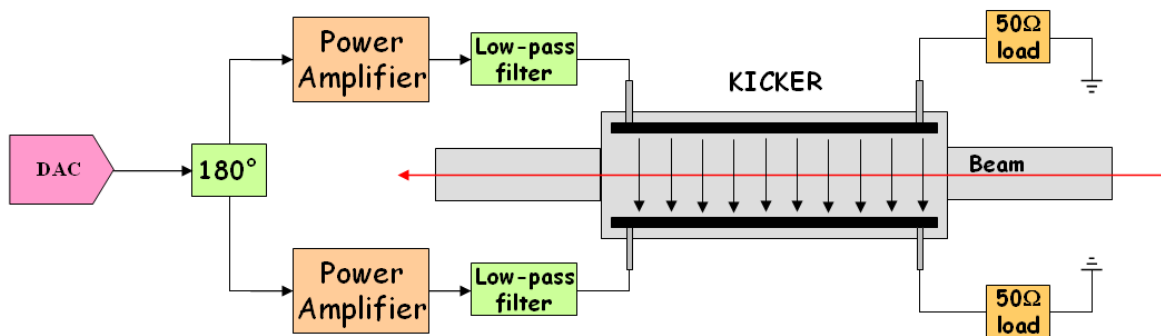 Power
Amplifier
Low-pass
filter
50Ω
load
KICKER
DAC
180°
Beam
Power
Amplifier
Low-pass
filter
50Ω
load